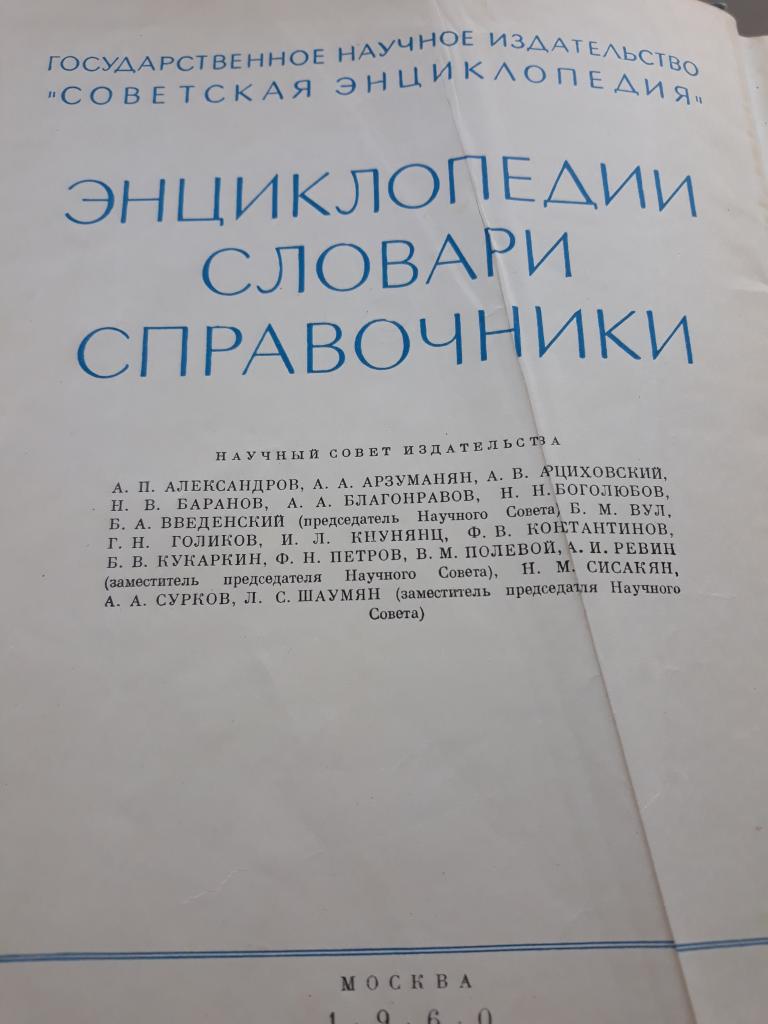 ГОСУДАРСТВЕННОЕ НАУЧНОЕ ИЗДАТЕЛЬСТВО
"СОВЕТСКАЯ ЭНЦИКЛОПЕДИЯ"
ЭНЦИКЛОПЕДИИ
СЛОВАРИ
СПРАВОЧНИКИ
НАУЧНЫЙ СОВЕТ ИЗДАТЕЛЬСТВА
А. П. АЛЕКСАНДРОВ, А. А. АРЗУМАНЯН, А. В. АРЦИХОВСКИЙ,
Н. В. БАРАНОВ, А. А. БЛАГОНРАВОВ, Н. Н. БОГОЛЮБОВ,
Б. А. ВВЕДЕНСКИЙ (председатель Научного Совета) Б. М. ВУЛ,
Г. Н. ГОЛИКОВ, И. Л. КНУНЯНЦ, Ф. В. КОНСТАНТИНОВ,
Б. В. КУКАРКИН, Ф. Н. ПЕТРОВ, В. М. ПОЛЕВОЙ, А. И. РЕВИН
(заместитель председателя Научного Совета), Н. М. СИСАКЯН,
А. А. СУРКОВ, Л. С. ШАУМЯН (заместитель председателя Научного
Совета)
МОСКВА
1960